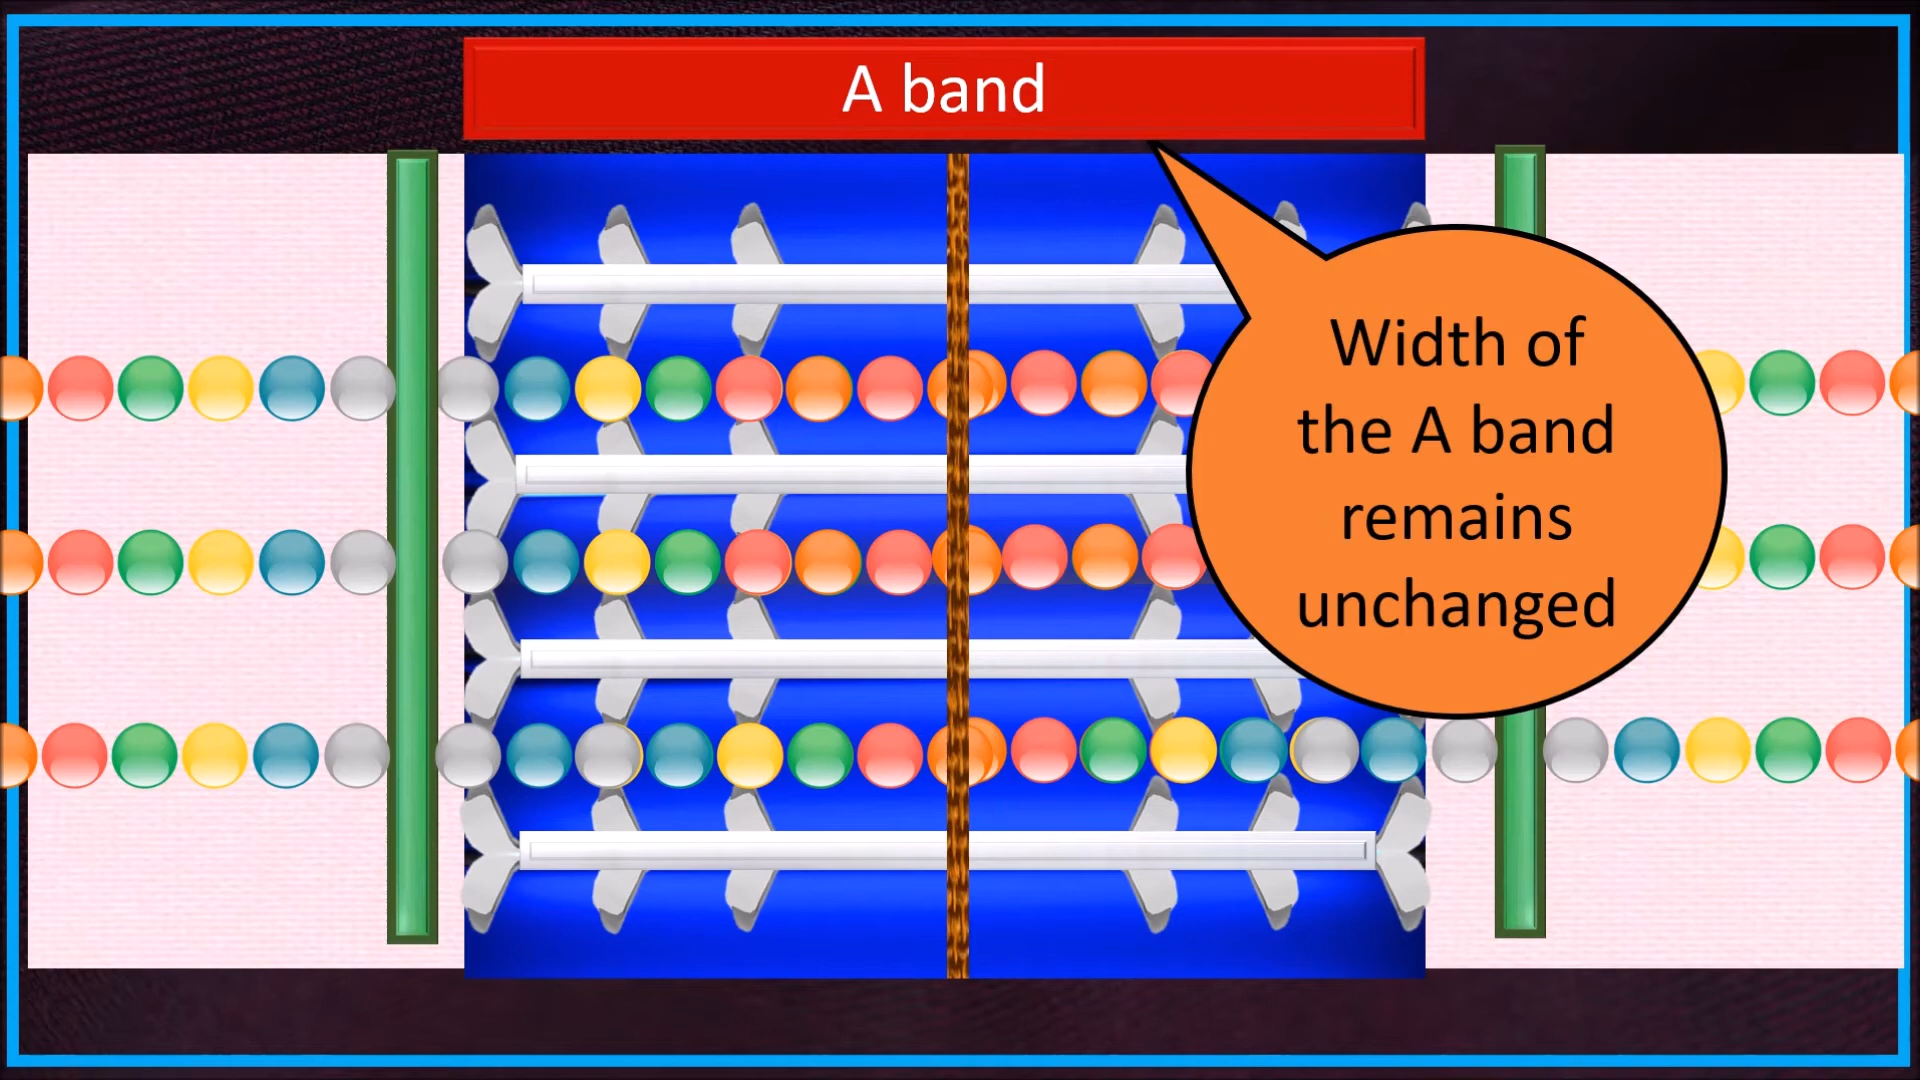 A band
Width of
the A band
remains
unchanged